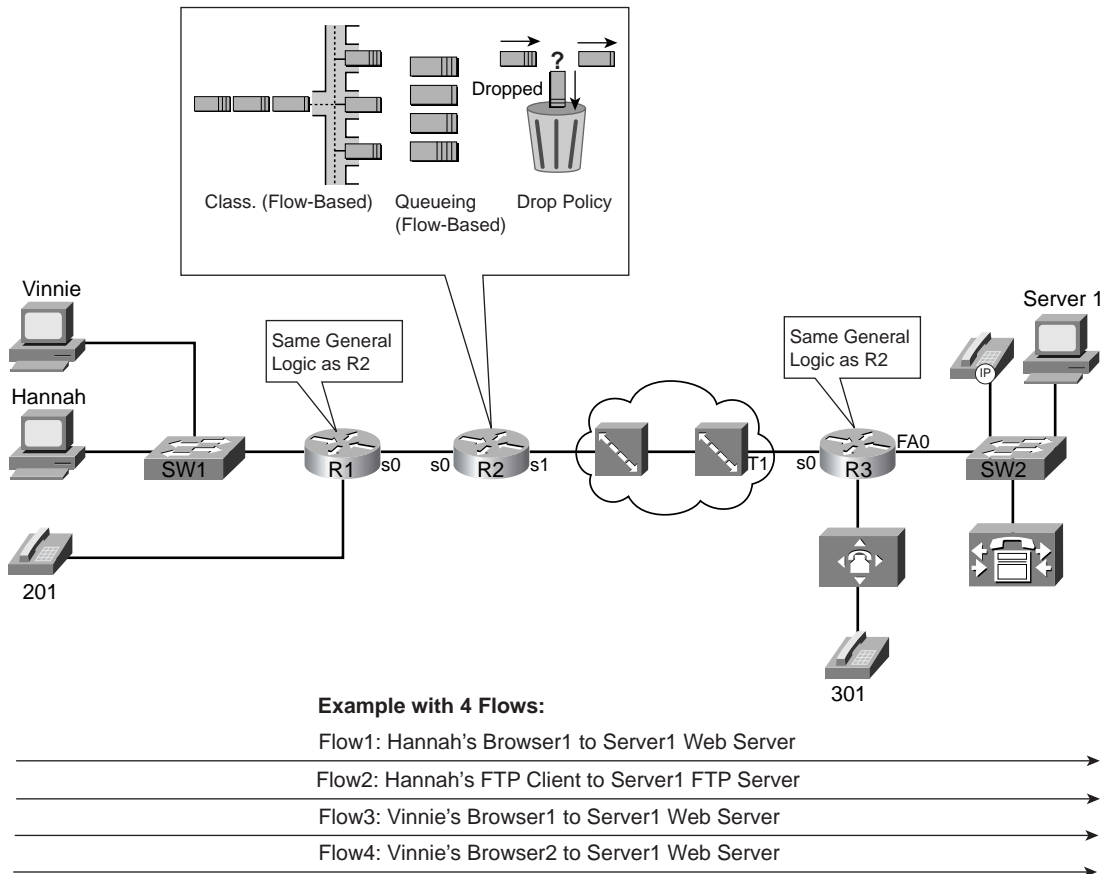 ?
Dropped
Class. (Flow-Based)
Queueing
(Flow-Based)
Drop Policy
Vinnie
Hannah
Same General
Logic as R2
Same General
Logic as R2
Server 1
IP
SW1
R1
s0
s0
R2
s1
T1
s0
R3
FA0
SW2
201
301
Example with 4 Flows:
Flow1: Hannah's Browser1 to Server1 Web Server
Flow2: Hannah's FTP Client to Server1 FTP Server
Flow3: Vinnie's Browser1 to Server1 Web Server
Flow4: Vinnie's Browser2 to Server1 Web Server